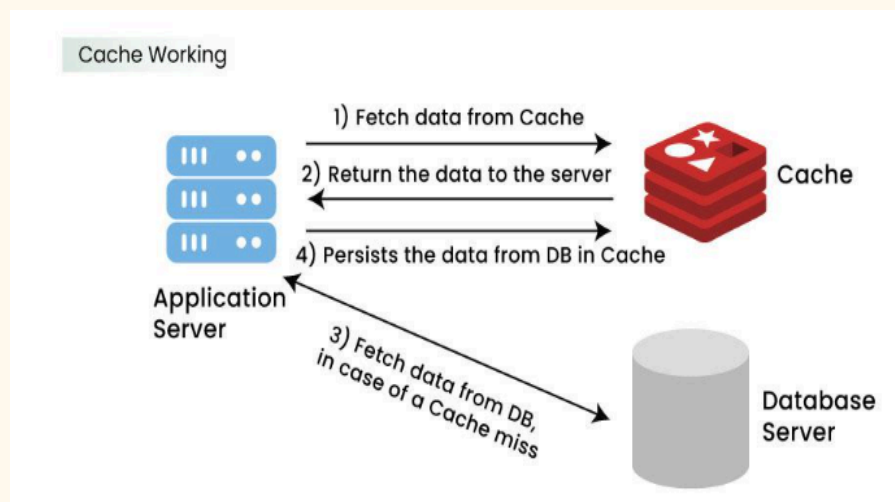 Cache Working
1) Fetch data from Cache
2) Return the data to the server
Cache
4) Persists the data from DB in Cache
Application
Server
3) Fetch data from DB,
in case of a Cache miss
Database
Server